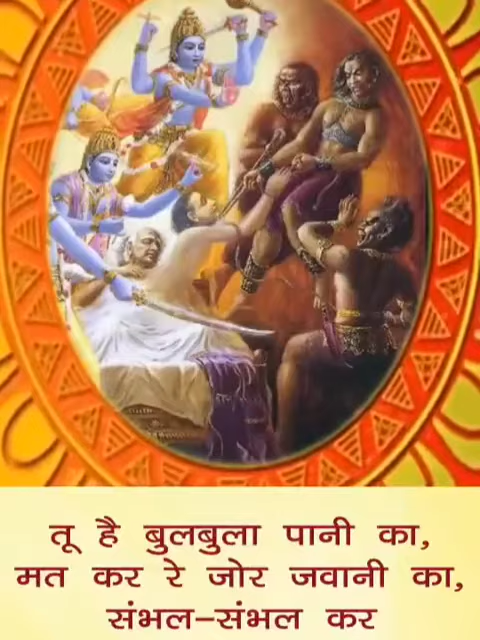 तू है बुलबुला पानी का,
मत कर रे जोर जवानी का,
संभल-संभल कर